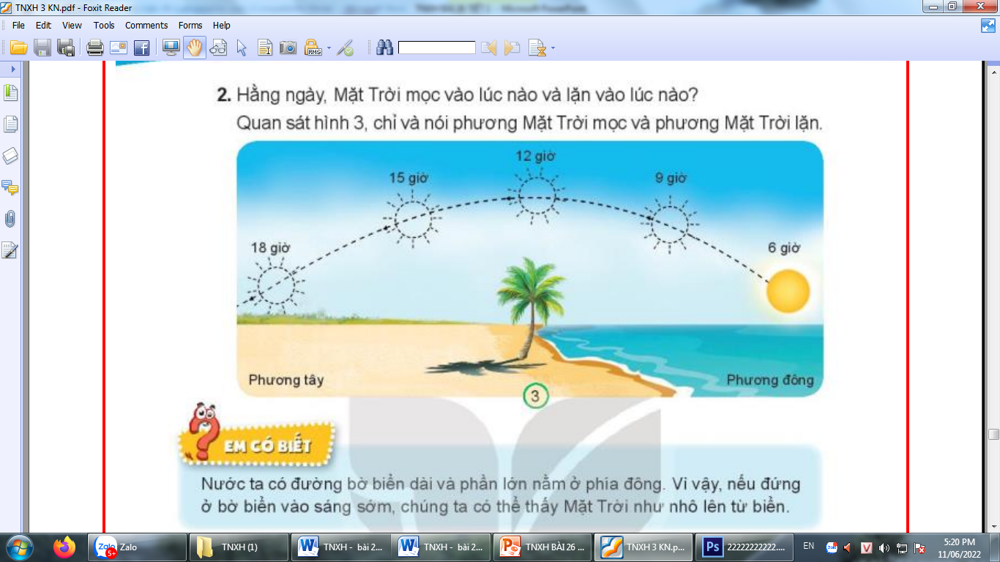 TNXH 3 KN.pdf - Foxit Reader
File Edit View Tools Comments Forms Help
RMS
2. Hằng ngày, Mặt Trời mọc vào lúc nào và lặn vào lúc nào?
Quan sát hình 3, chỉ và nói phương Mặt Trời mọc và phương Mặt Trời lặn.
12 giờ
15 giờ
9 giờ
18 giờ
6 giờ
Phương tây
Phương đông
3
EM CÓ BIẾT
Nước ta có đường bờ biển dài và phần lớn nằm ở phía đông. Vì vậy, nếu đứng
ở bờ biển vào sáng sớm, chúng ta có thể thấy Mặt Trời như nhô lên từ biển.
Zalo 5+ Zalo
TNXH (1)
TNXH - bài 2...
TNXH - bài 2...
TNXH BÀI 26 ...
TNXH 3 KN.p...
Ps 22222222222....
EN
5:20 PM
11/06/2022